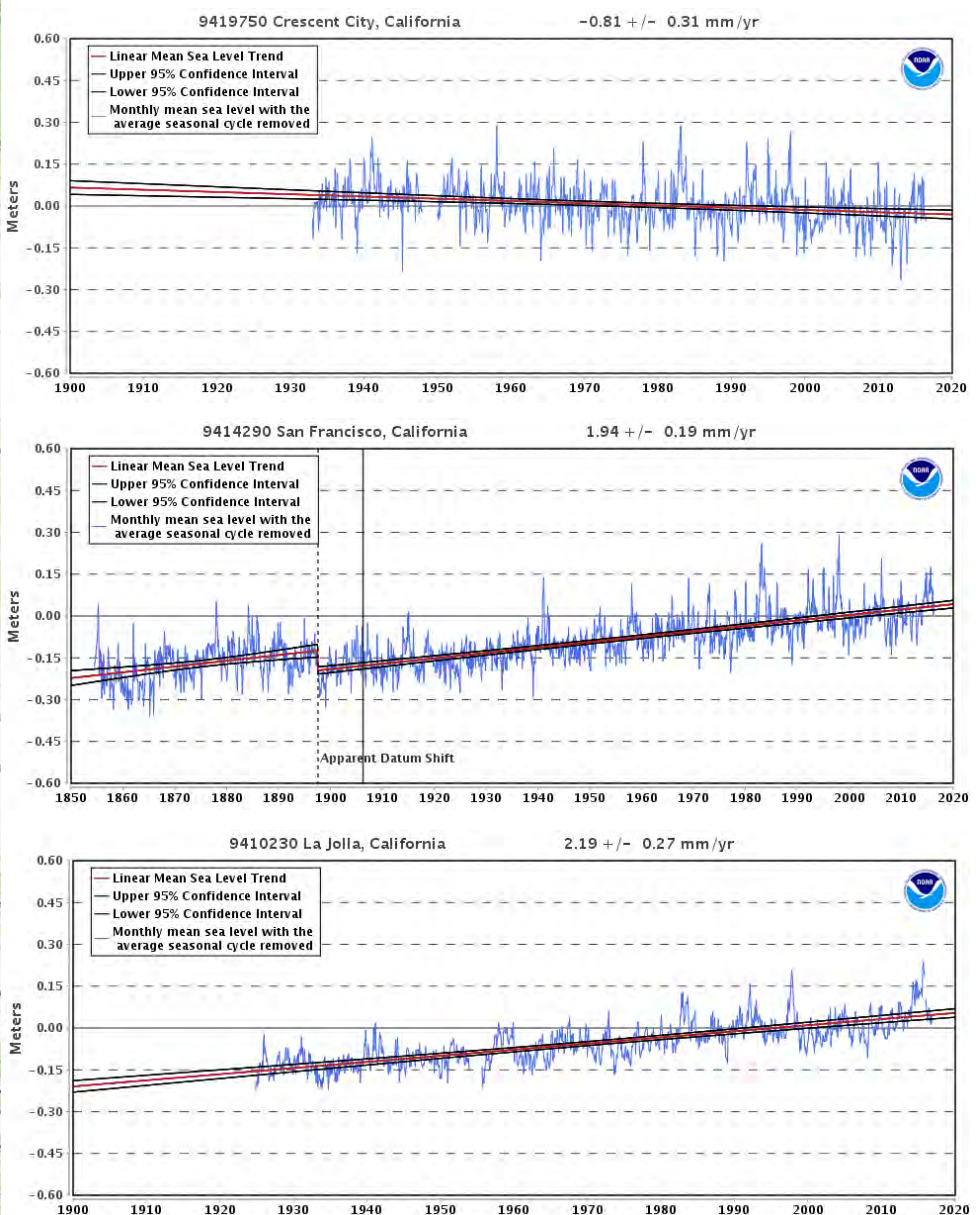 9419750 Crescent City, California −0.81 +/− 0.31 mm/yr
0.60
0.45
0.30
0.15
0.00
−0.15
−0.30
−0.45
−0.60
Meters
Linear Mean Sea Level Trend
Upper 95% Confidence Interval
Lower 95% Confidence Interval
Monthly mean sea level with the
average seasonal cycle removed
NOAA
1900 1910 1920 1930 1940 1950 1960 1970 1980 1990 2000 2010 2020
9414290 San Francisco, California 1.94 +/− 0.19 mm/yr
0.60
0.45
0.30
0.15
0.00
−0.15
−0.30
−0.45
−0.60
Meters
Linear Mean Sea Level Trend
Upper 95% Confidence Interval
Lower 95% Confidence Interval
Monthly mean sea level with the
average seasonal cycle removed
NOAA
Apparent Datum Shift
1850 1860 1870 1880 1890 1900 1910 1920 1930 1940 1950 1960 1970 1980 1990 2000 2010 2020
9410230 La Jolla, California 2.19 +/− 0.27 mm/yr
0.60
0.45
0.30
0.15
0.00
−0.15
−0.30
−0.45
−0.60
Meters
Linear Mean Sea Level Trend
Upper 95% Confidence Interval
Lower 95% Confidence Interval
Monthly mean sea level with the
average seasonal cycle removed
NOAA
1900 1910 1920 1930 1940 1950 1960 1970 1980 1990 2000 2010 2020